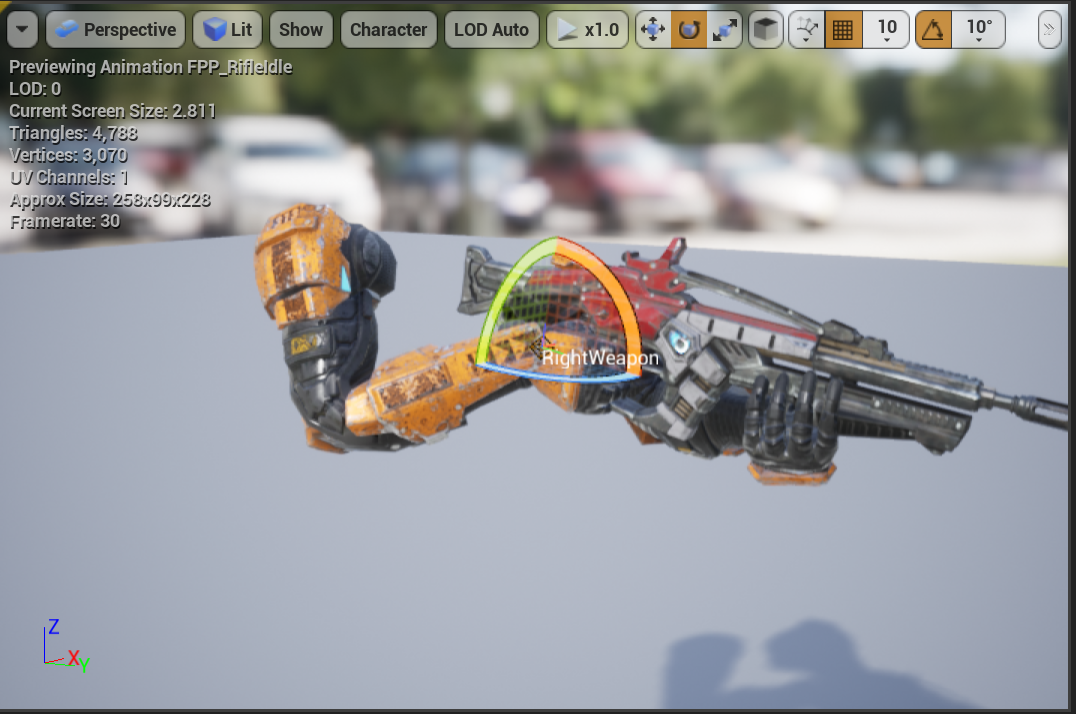 Perspective Lit Show Character LOD Auto x1.0 10 10°
Previewing Animation FPP_RifleIdle
LOD: 0
Current Screen Size: 2.811
Triangles: 4,788
Vertices: 3,070
UV Channels: 1
Approx Size: 258x99x228
Framerate: 30
RightWeapon
Z
X
Y